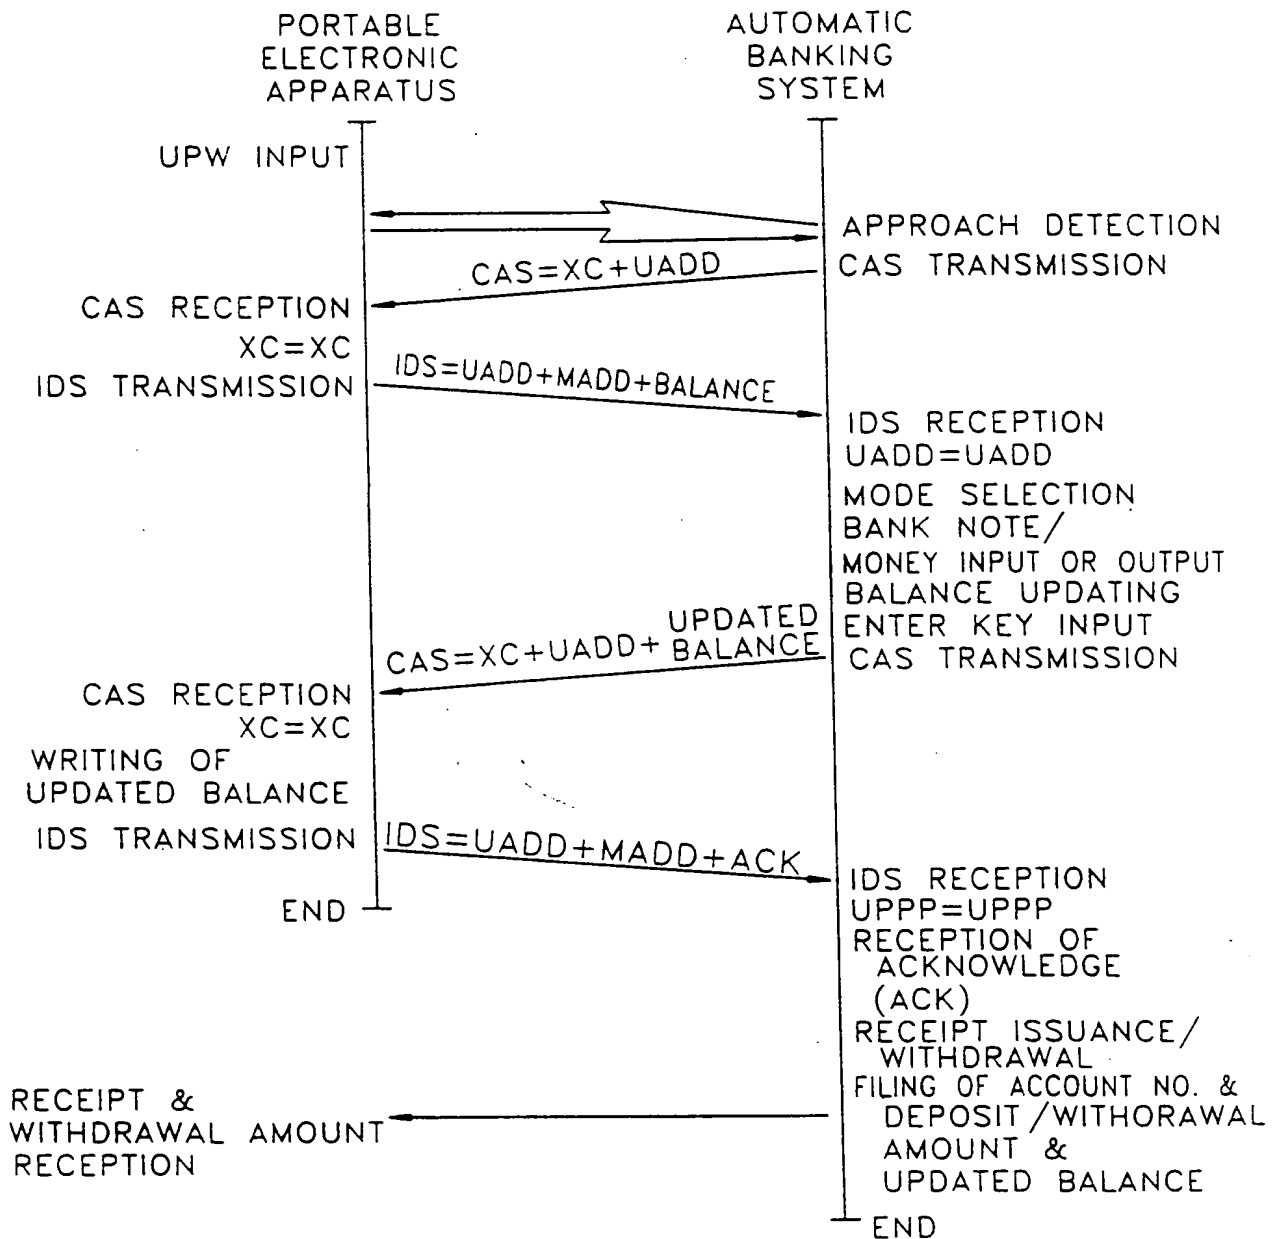 PORTABLE
ELECTRONIC
APPARATUS
AUTOMATIC
BANKING
SYSTEM
UPW INPUT
APPROACH DETECTION
CAS=XC+UADD
CAS TRANSMISSION
CAS RECEPTION
XC=XC
IDS TRANSMISSION
IDS=UADD+MADD+BALANCE
IDS RECEPTION
UADD=UADD
MODE SELECTION
BANK NOTE/
MONEY INPUT OR OUTPUT
BALANCE UPDATING
ENTER KEY INPUT
CAS TRANSMISSION
UPDATED
CAS=XC+UADD+ BALANCE
CAS RECEPTION
XC=XC
WRITING OF
UPDATED BALANCE
IDS TRANSMISSION
IDS=UADD+MADD+ACK
END
IDS RECEPTION
UPPP=UPPP
RECEPTION OF
ACKNOWLEDGE
(ACK)
RECEIPT ISSUANCE/
WITHDRAWAL
FILING OF ACCOUNT NO. &
DEPOSIT/WITHORAWAL
AMOUNT &
UPDATED BALANCE
RECEIPT &
WITHDRAWAL AMOUNT
RECEPTION
END